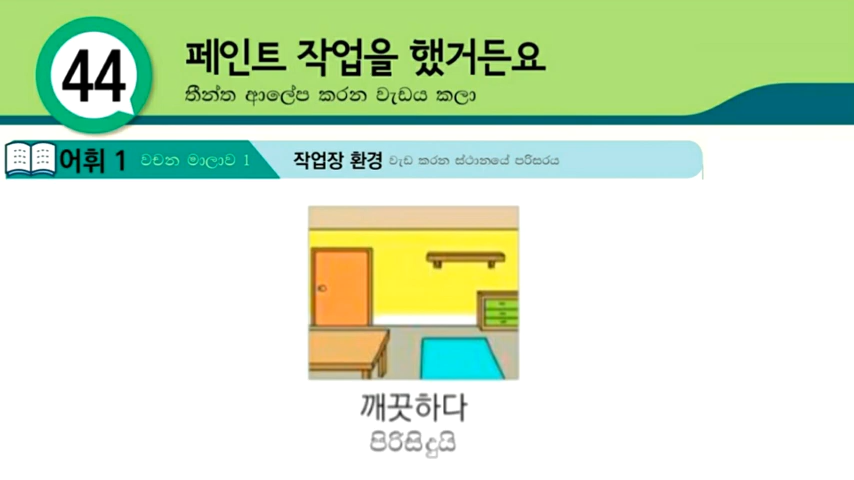 44
페인트 작업을 했거든요
තීන්ත ආලේප කරන වැඩය කලා
어휘 1 වචන මාලාව 1 작업장 환경 වැඩ කරන ස්ථානයේ පරිසරය
깨끗하다
පිරිසිදුයි